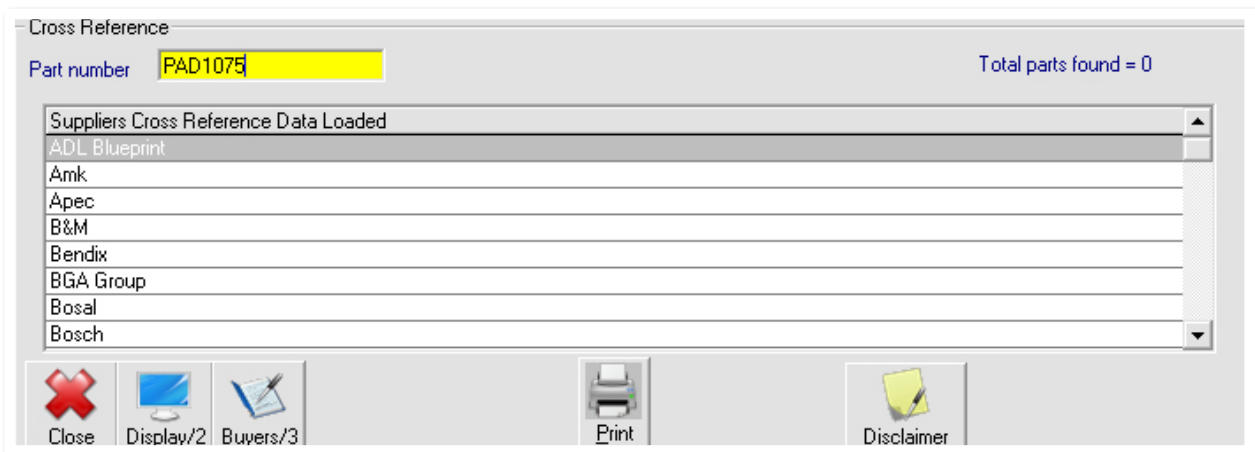 Cross Reference
Part number PAD1075 Total parts found = 0
Suppliers Cross Reference Data Loaded
ADL Blueprint
Amk
Apec
B&M
Bendix
BGA Group
Bosal
Bosch
Close Display/2 Buyers/3 Print Disclaimer